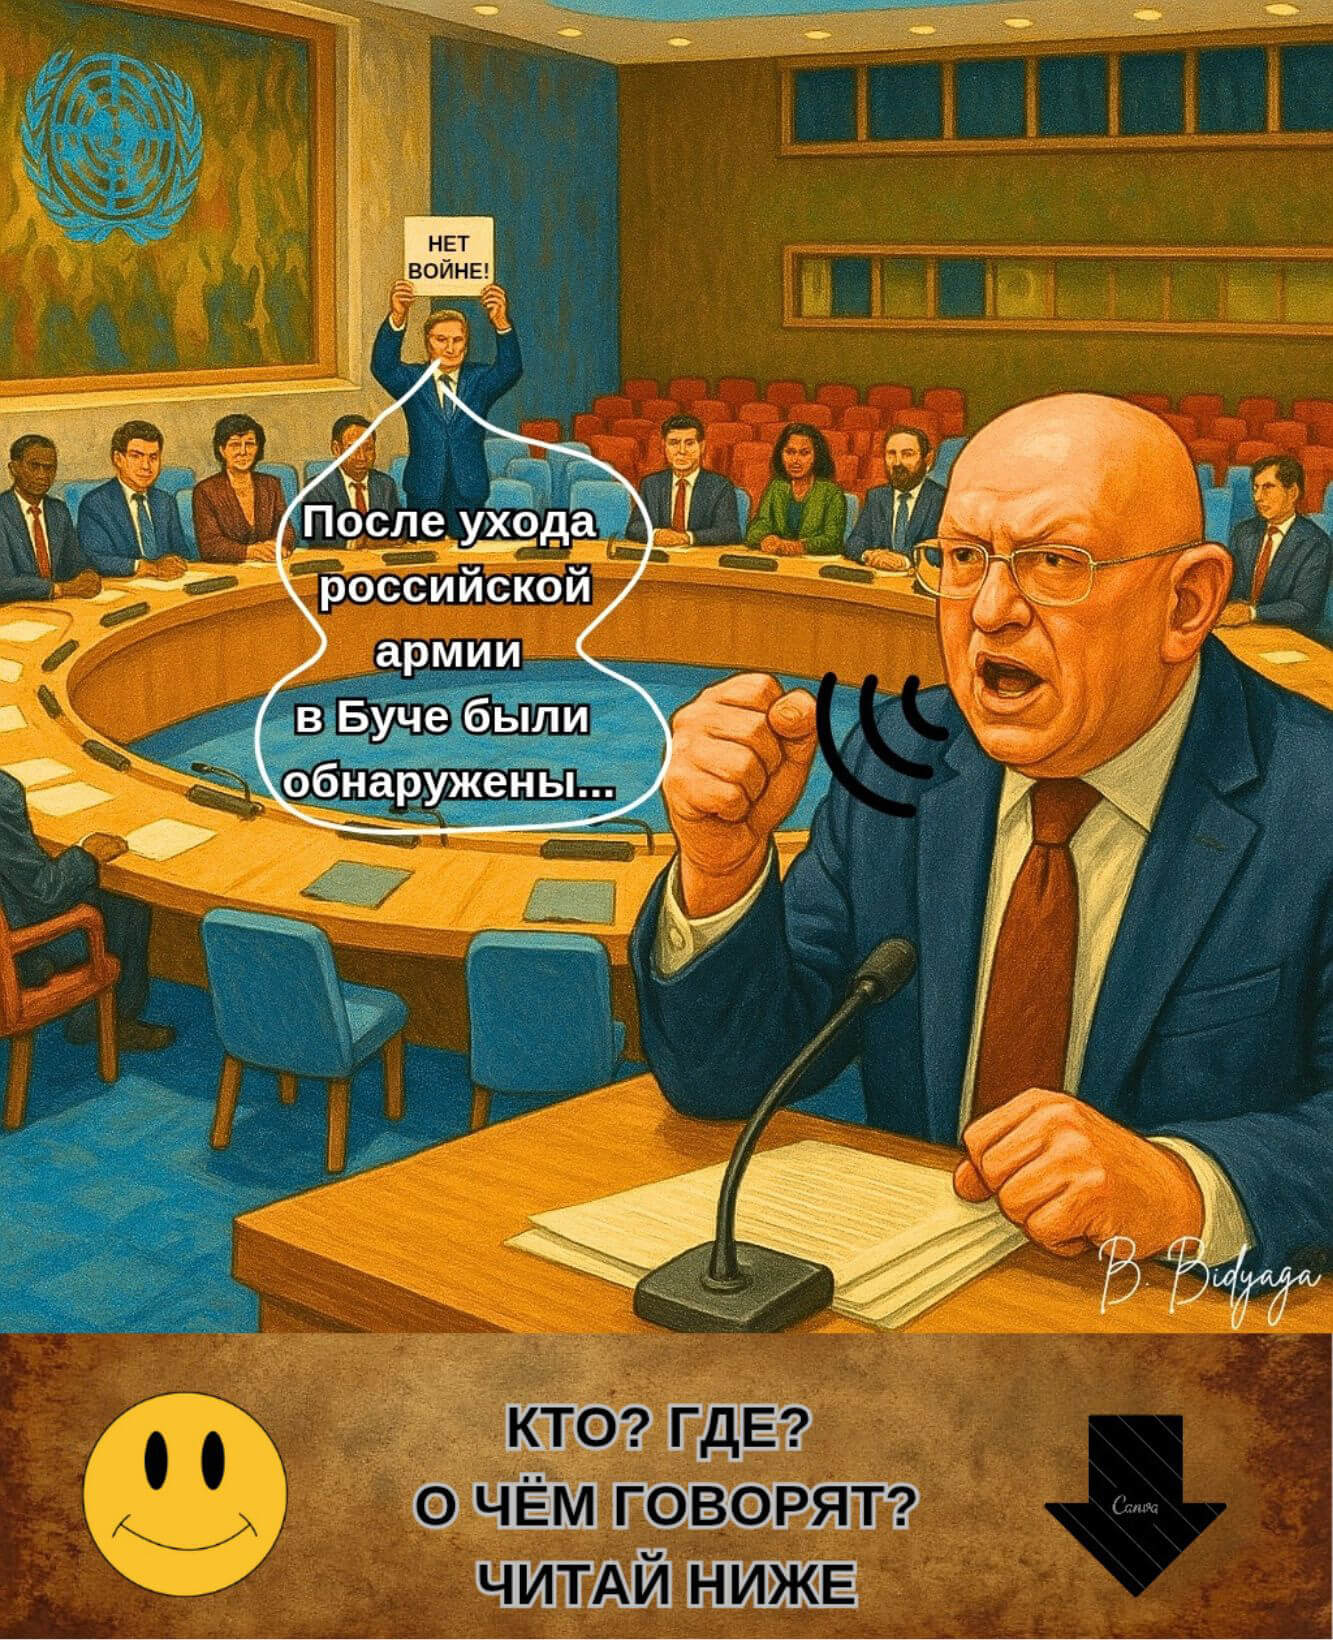 НЕТ
ВОЙНЕ!
После ухода
российской
армии
в Буче были
обнаружены...
B. Bidyaga
КТО? ГДЕ?
О ЧЁМ ГОВОРЯТ?
Canva
ЧИТАЙ НИЖЕ